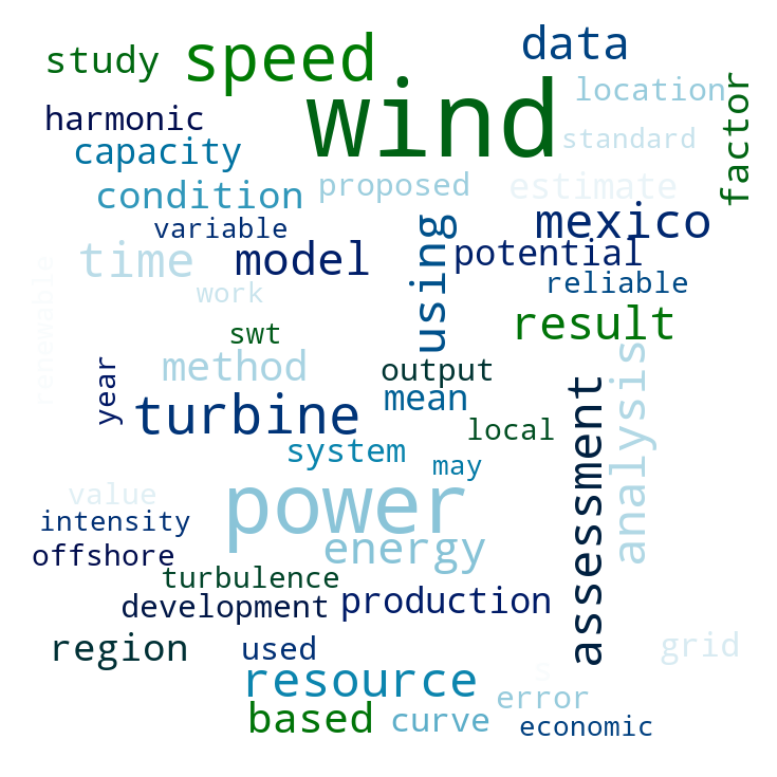 study
speed
data
wind
location
factor
harmonic
standard
capacity
condition
proposed
estimate
variable
using
mexico
time
model
potential
renewable
work
reliable
swt
result
method
year
output
analysis
turbine
mean
assessment
local
system
may
power
value
intensity
energy
offshore
turbulence
development
production
region
used
grid
resource
s
error
based
curve
economic